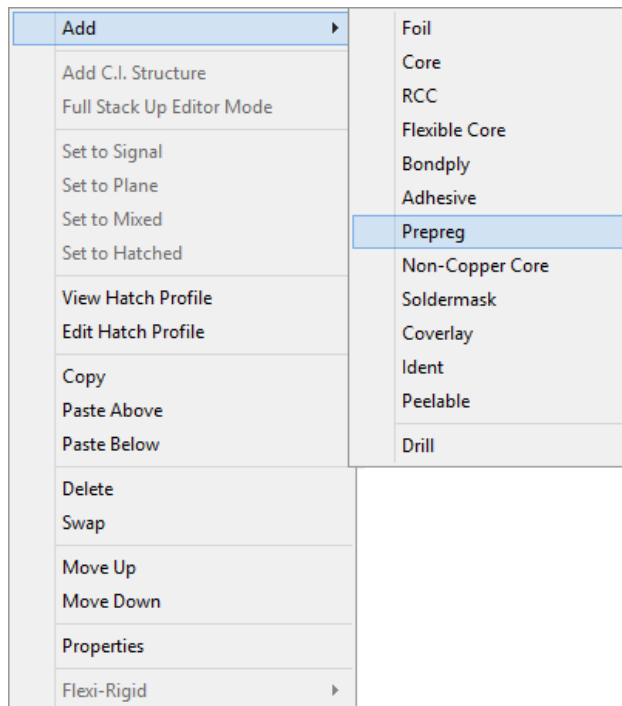 Add
Add C.I. Structure
Full Stack Up Editor Mode
Set to Signal
Set to Plane
Set to Mixed
Set to Hatched
View Hatch Profile
Edit Hatch Profile
Copy
Paste Above
Paste Below
Delete
Swap
Move Up
Move Down
Properties
Flexi-Rigid
Foil
Core
RCC
Flexible Core
Bondply
Adhesive
Prepreg
Non-Copper Core
Soldermask
Coverlay
Ident
Peelable
Drill